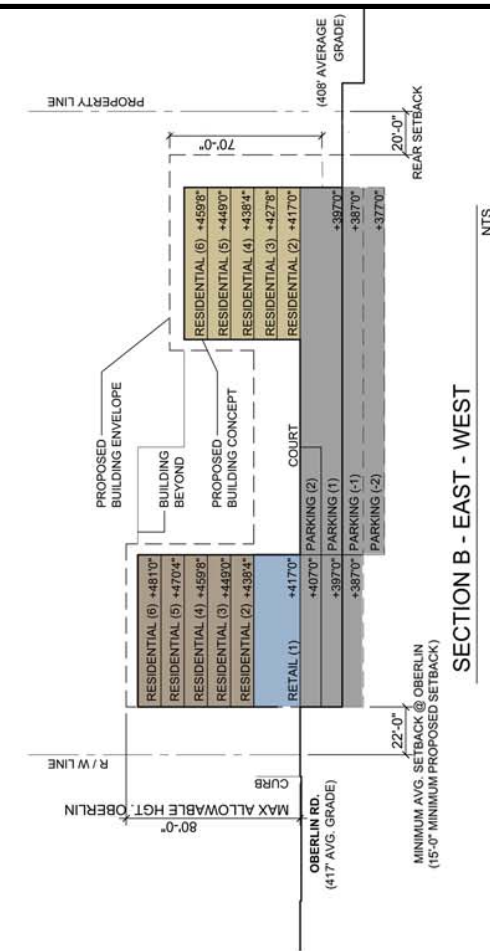 PROPERTY LINE
(408' AVERAGE
GRADE)
70'-0"
20'-0"
REAR SETBACK
RESIDENTIAL (6) +459'8"
RESIDENTIAL (5) +449'0"
RESIDENTIAL (4) +438'4"
RESIDENTIAL (3) +427'8"
RESIDENTIAL (2) +417'0"
+397'0"
+387'0"
+377'0"
PROPOSED
BUILDING ENVELOPE
BUILDING
BEYOND
PROPOSED
BUILDING CONCEPT
COURT
PARKING (2)
PARKING (1)
PARKING (-1)
PARKING (-2)
RESIDENTIAL (6) +481'0"
RESIDENTIAL (5) +470'4"
RESIDENTIAL (4) +459'8"
RESIDENTIAL (3) +449'0"
RESIDENTIAL (2) +438'4"
RETAIL (1) +417'0"
+407'0"
+397'0"
+387'0"
R / W LINE
CURB
MAX ALLOWABLE HGT. OBERLIN
80'-0"
OBERLIN RD.
(417' AVG. GRADE)
22'-0"
MINIMUM AVG. SETBACK @ OBERLIN
(15'-0" MINIMUM PROPOSED SETBACK)
SECTION B - EAST - WEST
NTS